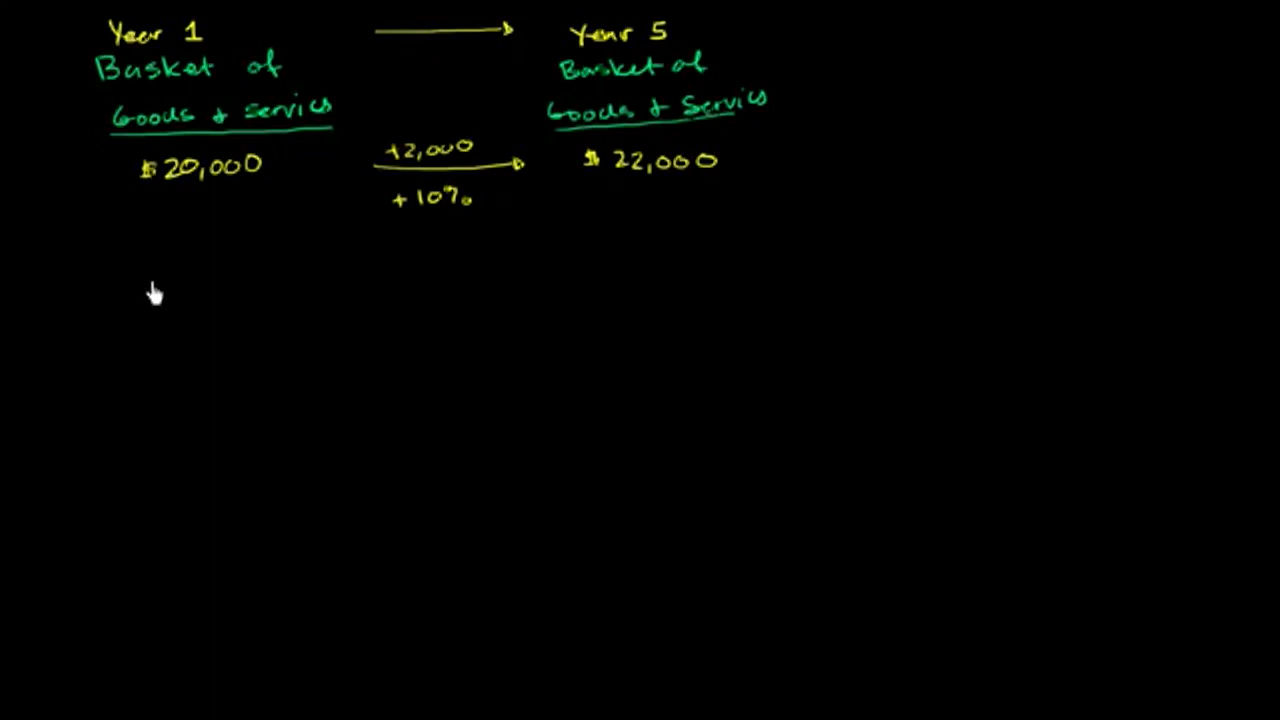 Year 1
Year 5
Basket of
Goods + Services
Basket of
Goods + Services
$20,000
+2,000
+10%
$22,000